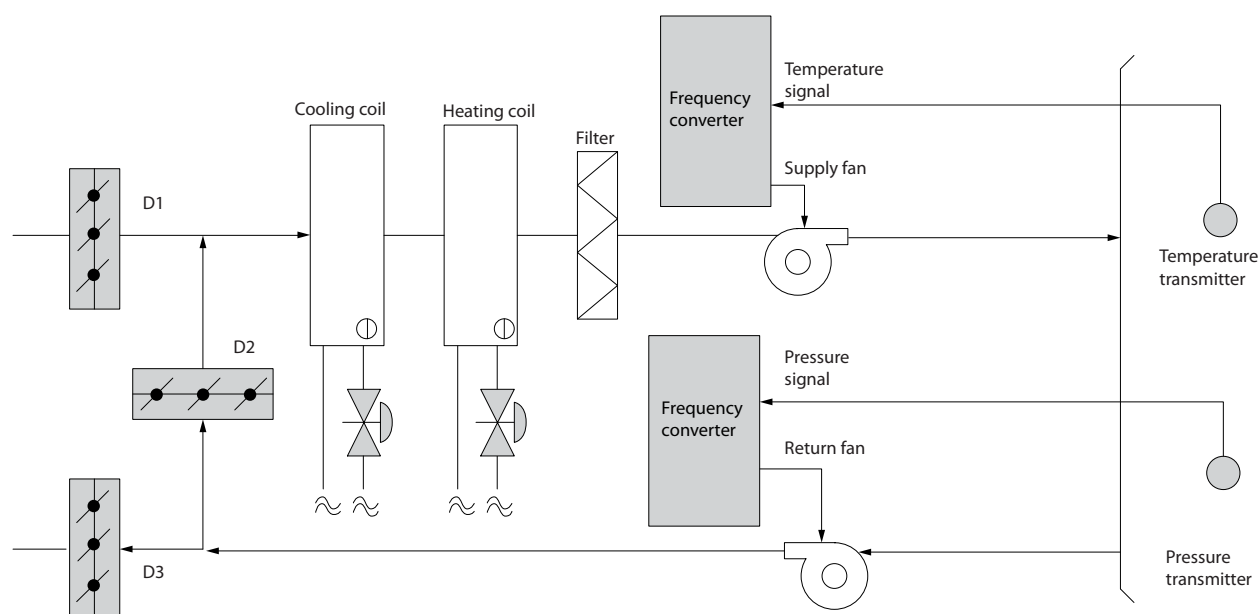 Cooling coil
Heating coil
Filter
Frequency
converter
Temperature
signal
Supply fan
D1
Temperature
transmitter
D2
Frequency
converter
Pressure
signal
Return fan
D3
Pressure
transmitter